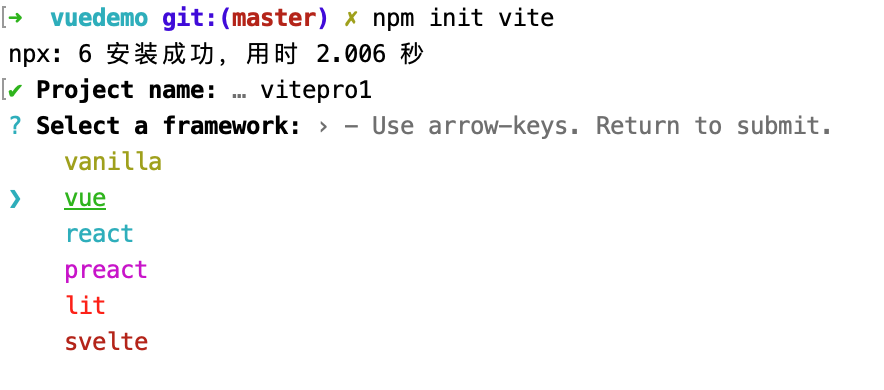 ➜ vuedemo git:(master) ✗ npm init vite
npx: 6 安装成功，用时 2.006 秒
✔ Project name: … vitepro1
? Select a framework: › - Use arrow-keys. Return to submit.
vanilla
❯ vue
react
preact
lit
svelte